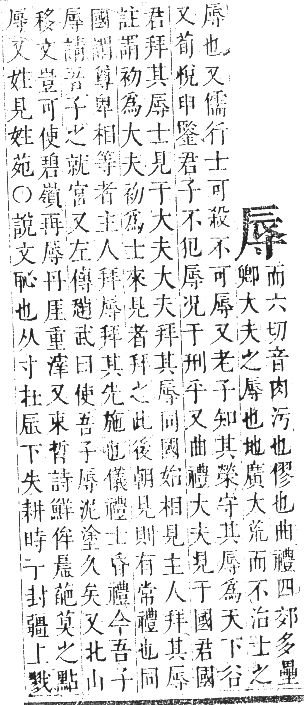 辱
而六切音肉汚也僇也曲禮四郊多壘
卿大夫之辱也地廣大荒而不治士之
辱也又儒行士可殺不可辱又老子知其榮守其辱爲天下谷
又荀悅申鑒君子不犯辱况于刑乎又曲禮大夫見于國君國
君拜其辱士見于大夫大夫拜其辱同國始相見主人拜其辱
註謂初爲大夫初爲士來見者拜之此後朝見則有常禮也同
國謂尊卑相等者主人拜辱拜其先施也儀禮士昏禮今吾子
辱請吾子之就宮又左傳趙武曰使吾子辱泥塗久矣又北山
移文豈可使碧嶺再辱丹厓重滓又束晳詩鮮侔晨葩莫之點
辱又姓見姓苑○說文恥也从寸在辰下失耕時于封疆上戮